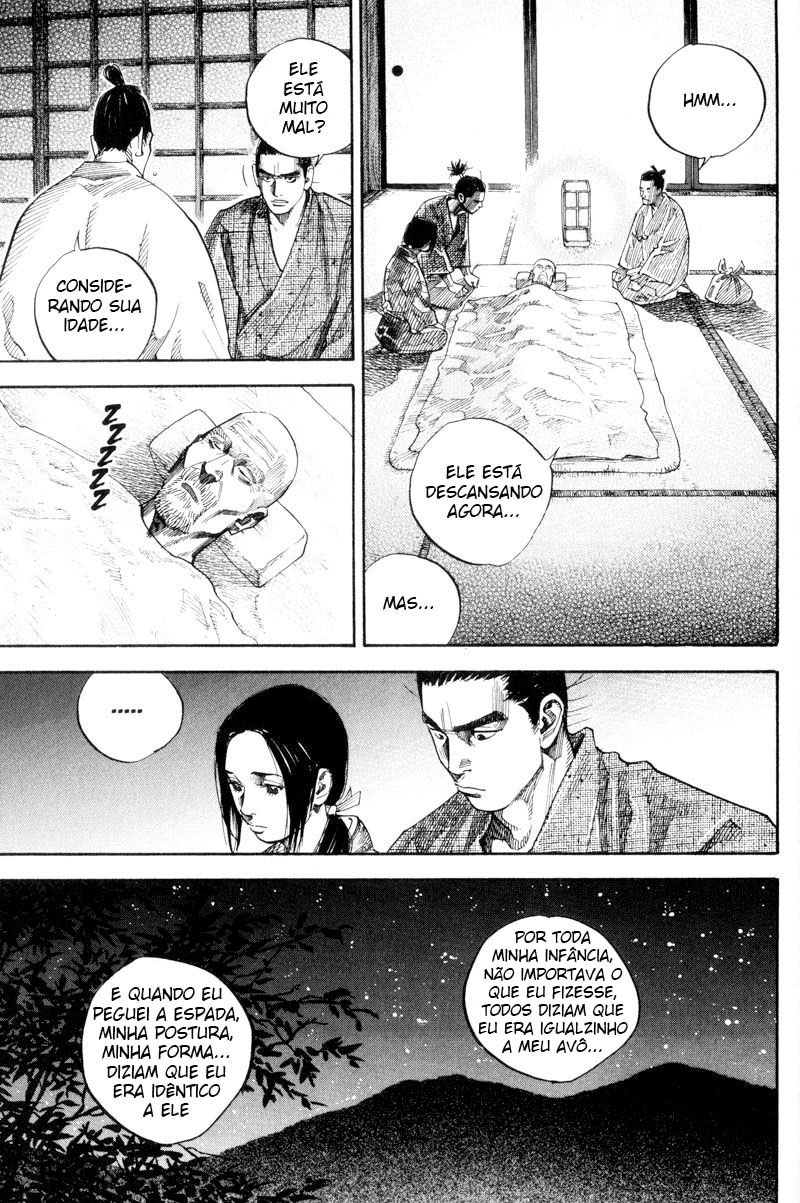 HMM...
ELE ESTÁ
DESCANSANDO
AGORA...
MAS...
ELE
ESTÁ
MUITO
MAL?
CONSIDE-
RANDO SUA
IDADE...
ZZZZZ
.....
POR TODA
MINHA INFÂNCIA,
NÃO IMPORTAVA O
QUE EU FIZESSE,
TODOS DIZIAM QUE
EU ERA IGUALZINHO
A MEU AVÔ...
E QUANDO EU
PEGUEI A ESPADA,
MINHA POSTURA,
MINHA FORMA...
DIZIAM QUE EU
ERA IDÊNTICO
A ELE